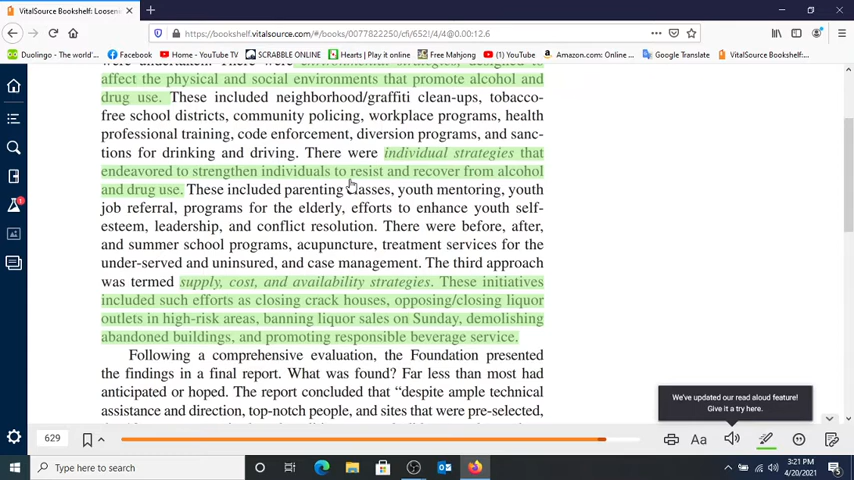 VitalSource Bookshelf: Loosene
https://bookshelf.vitalsource.com/#/books/0077822250/cfi/652!/4/4@0.00:12.6
Duolingo - The world'...
Facebook
Home - YouTube TV
SCRABBLE ONLINE
Hearts | Play it online
Free Mahjong
(1) YouTube
Amazon.com: Online...
Google Translate
VitalSource Bookshelf...
affect the physical and social environments that promote alcohol and
drug use. These included neighborhood/graffiti clean-ups, tobacco-
free school districts, community policing, workplace programs, health
professional training, code enforcement, diversion programs, and sanc-
tions for drinking and driving. There were individual strategies that
endeavored to strengthen individuals to resist and recover from alcohol
and drug use. These included parenting classes, youth mentoring, youth
job referral, programs for the elderly, efforts to enhance youth self-
esteem, leadership, and conflict resolution. There were before, after,
and summer school programs, acupuncture, treatment services for the
under-served and uninsured, and case management. The third approach
was termed supply, cost, and availability strategies. These initiatives
included such efforts as closing crack houses, opposing/closing liquor
outlets in high-risk areas, banning liquor sales on Sunday, demolishing
abandoned buildings, and promoting responsible beverage service.
Following a comprehensive evaluation, the Foundation presented
the findings in a final report. What was found? Far less than most had
anticipated or hoped. The report concluded that “despite ample technical
assistance and direction, top-notch people, and sites that were pre-selected,
We've updated our read aloud feature!
Give it a try here.
629
Aa
Type here to search
3:21 PM
4/20/2021
5